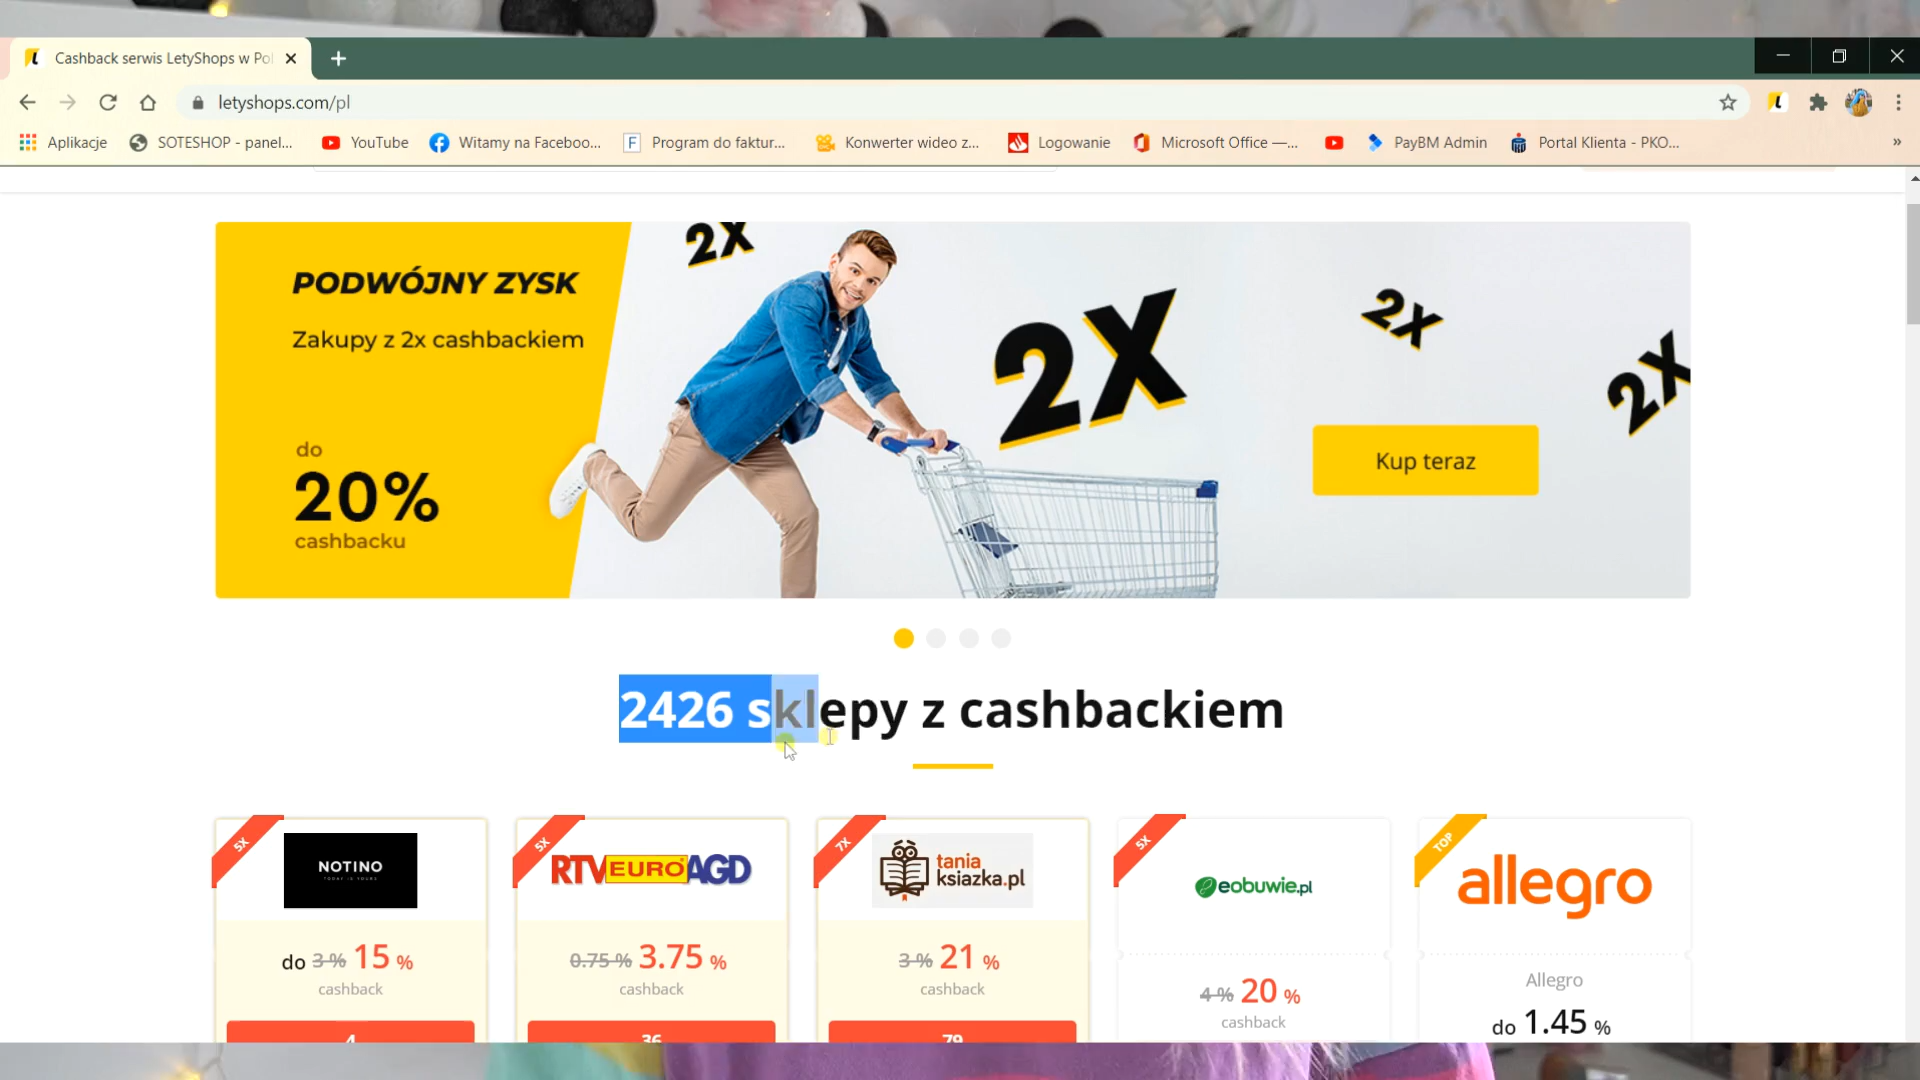 Cashback serwis LetyShops w Po
letyshops.com/pl
Aplikacje
SOTESHOP - panel...
YouTube
Witamy na Faceboo...
Program do faktur...
Konwerter wideo z...
Logowanie
Microsoft Office —...
PayBM Admin
Portal Klienta - PKO...
»
PODWÓJNY ZYSK
Zakupy z 2x cashbackiem
do
20%
cashbacku
2X
2X
2X
2X
Kup teraz
2426 sklepy z cashbackiem
5X
NOTINO
do 3 % 15 %
cashback
4
5X
RTV EURO AGD
0.75 % 3.75 %
cashback
36
7X
tania
ksiazka.pl
3 % 21 %
cashback
79
5X
eobuwie.pl
4 % 20 %
cashback
TOP
allegro
Allegro
do 1.45 %